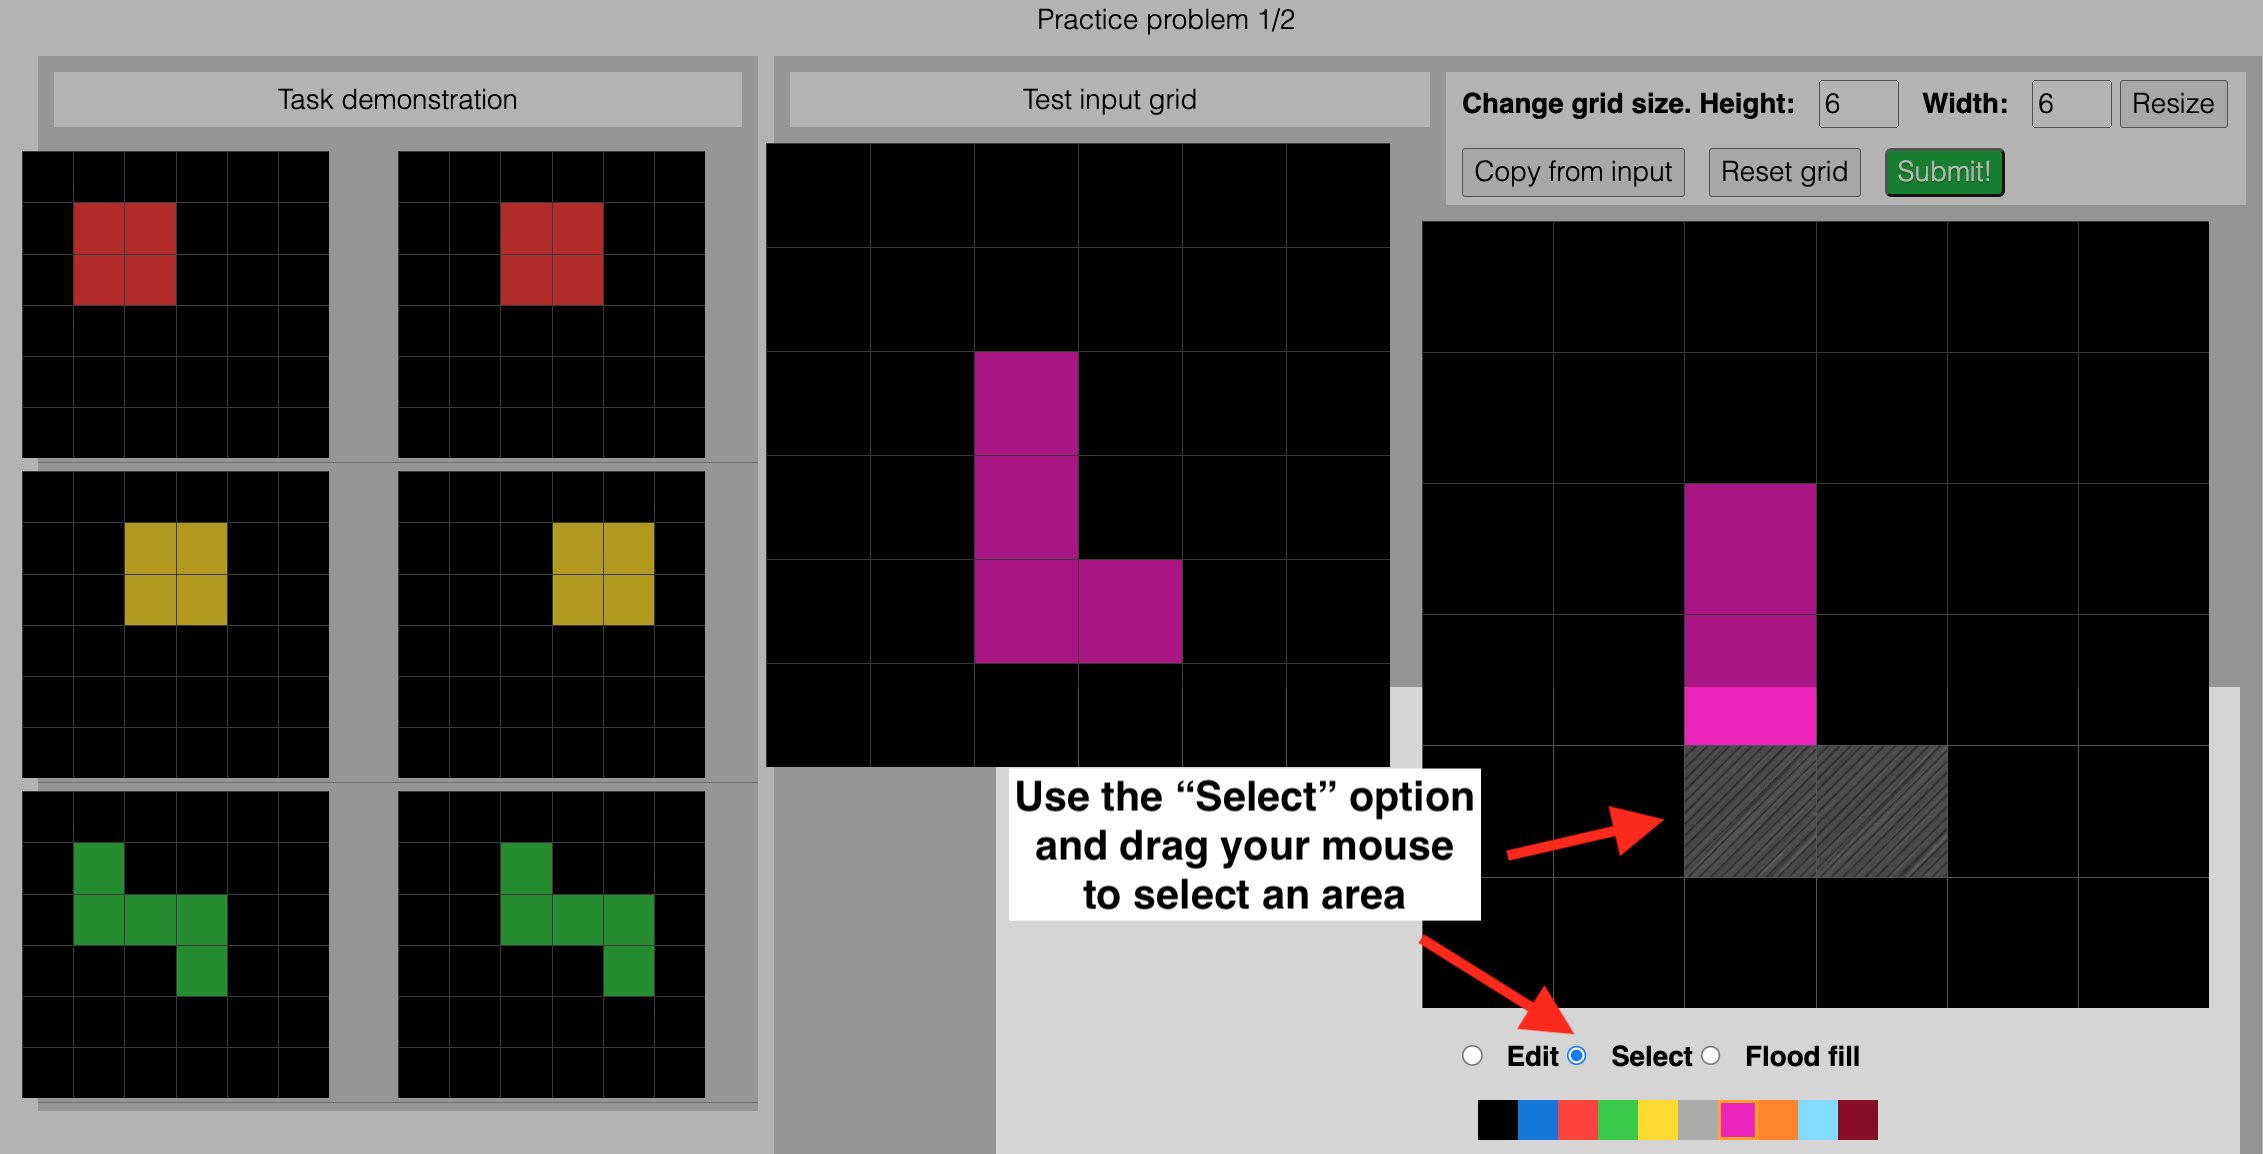 Practice problem 1/2
Task demonstration
Test input grid
Change grid size. Height: 6 Width: 6 Resize
Copy from input Reset grid Submit!
Use the “Select” option
and drag your mouse
to select an area
Edit Select Flood fill